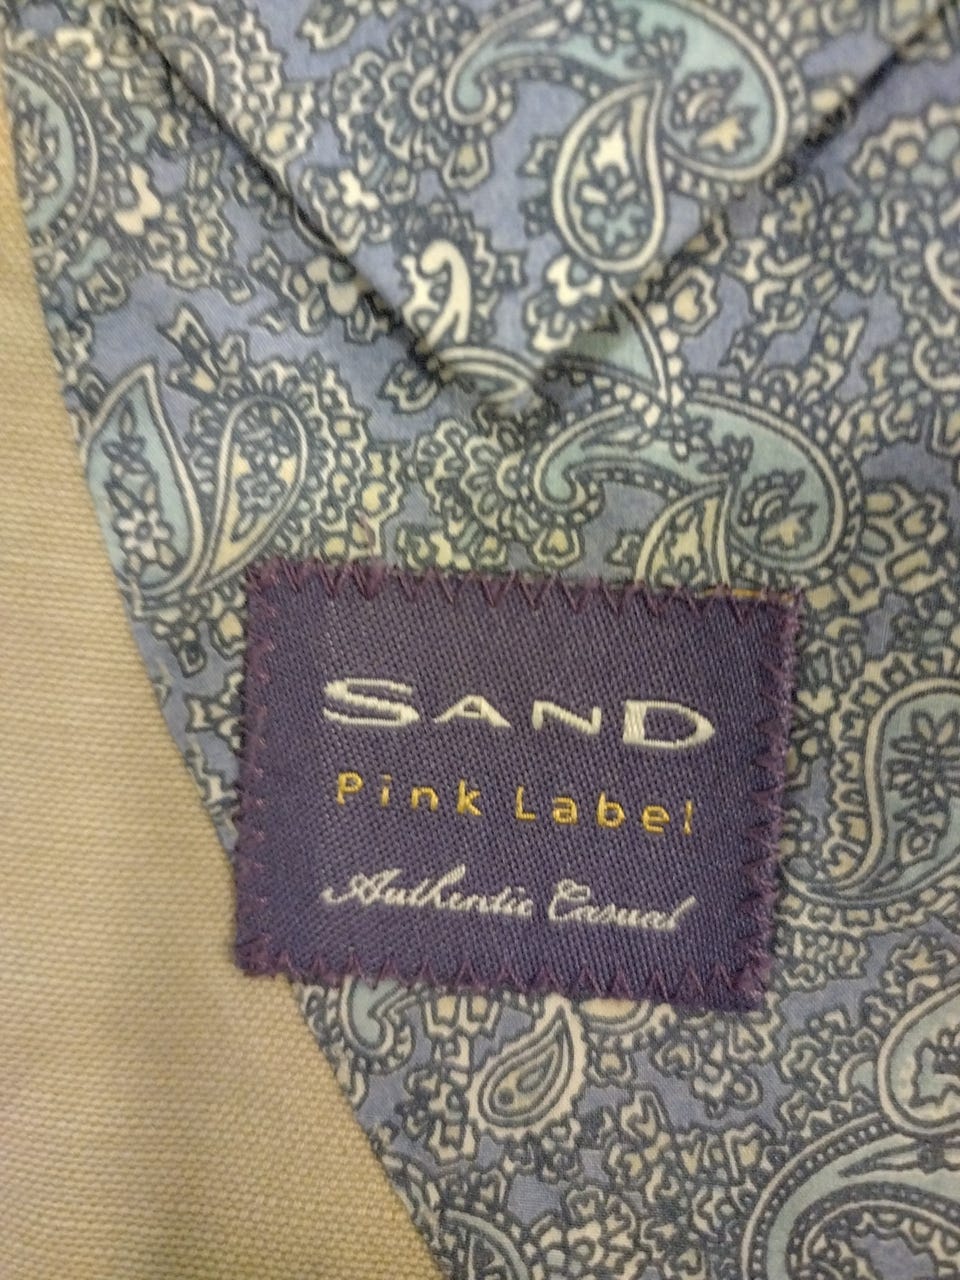 SAND
Pink Label
Authentic Casual